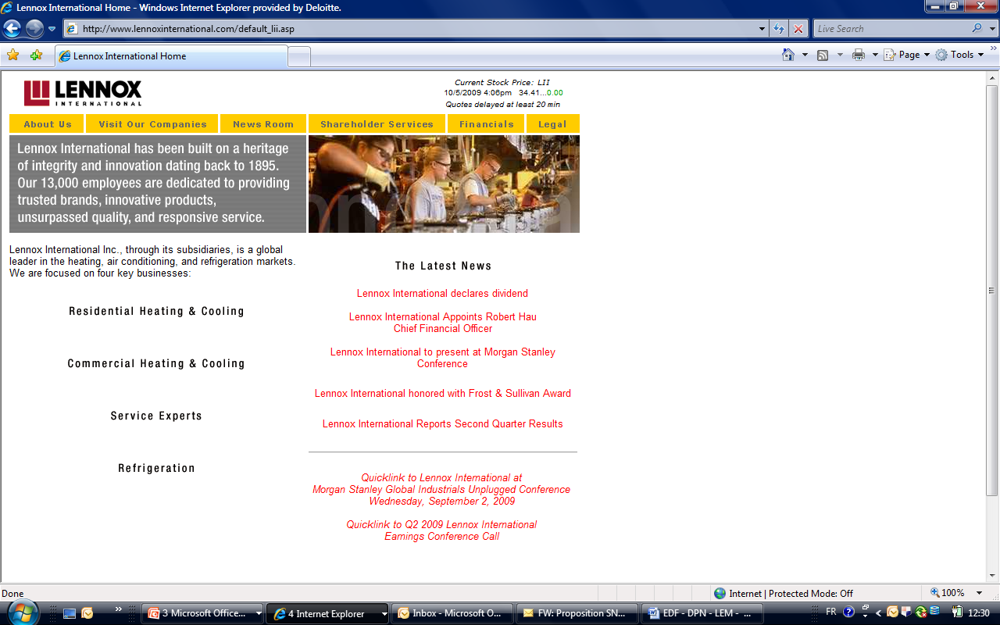 Lennox International Home - Windows Internet Explorer provided by Deloitte.
http://www.lennoxinternational.com/default_lii.asp
Live Search
Lennox International Home
Page
Tools
LENNOX
INTERNATIONAL
Current Stock Price: LII
10/5/2009 4:06pm 34.41...0.00
Quotes delayed at least 20 min
About Us
Visit Our Companies
News Room
Shareholder Services
Financials
Legal
Lennox International has been built on a heritage
of integrity and innovation dating back to 1895.
Our 13,000 employees are dedicated to providing
trusted brands, innovative products,
unsurpassed quality, and responsive service.
Lennox International Inc., through its subsidiaries, is a global
leader in the heating, air conditioning, and refrigeration markets.
We are focused on four key businesses:
Residential Heating & Cooling
Commercial Heating & Cooling
Service Experts
Refrigeration
The Latest News
Lennox International declares dividend
Lennox International Appoints Robert Hau
Chief Financial Officer
Lennox International to present at Morgan Stanley
Conference
Lennox International honored with Frost & Sullivan Award
Lennox International Reports Second Quarter Results
Quicklink to Lennox International at
Morgan Stanley Global Industrials Unplugged Conference
Wednesday, September 2, 2009
Quicklink to Q2 2009 Lennox International
Earnings Conference Call
Done
Internet | Protected Mode: Off
100%
3 Microsoft Office...
4 Internet Explorer
Inbox - Microsoft O...
FW: Proposition SN...
EDF - DPN - LEM - ...
FR
12:30